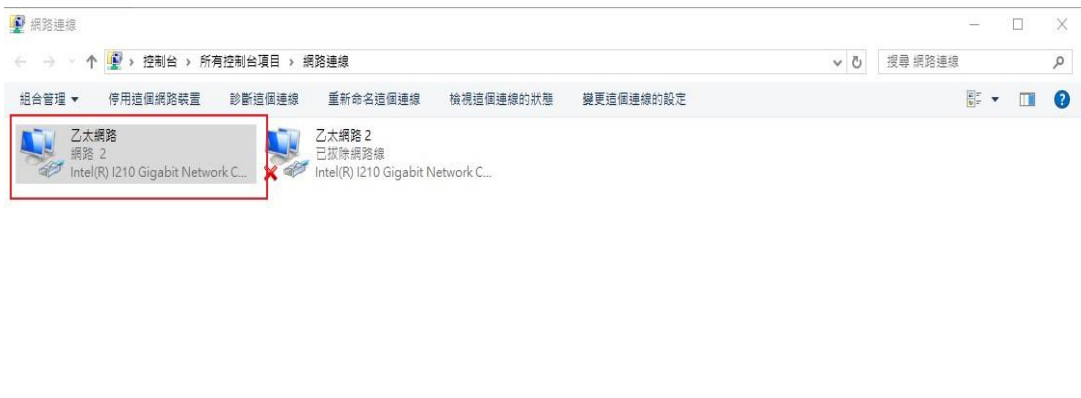 網路連線
控制台 › 所有控制台項目 › 網路連線
搜尋 網路連線
組合管理 停用這個網路裝置 診斷這個連線 重新命名這個連線 檢視這個連線的狀態 變更這個連線的設定
乙太網路
網路 2
Intel(R) I210 Gigabit Network C...
乙太網路 2
已拔除網路線
Intel(R) I210 Gigabit Network C...